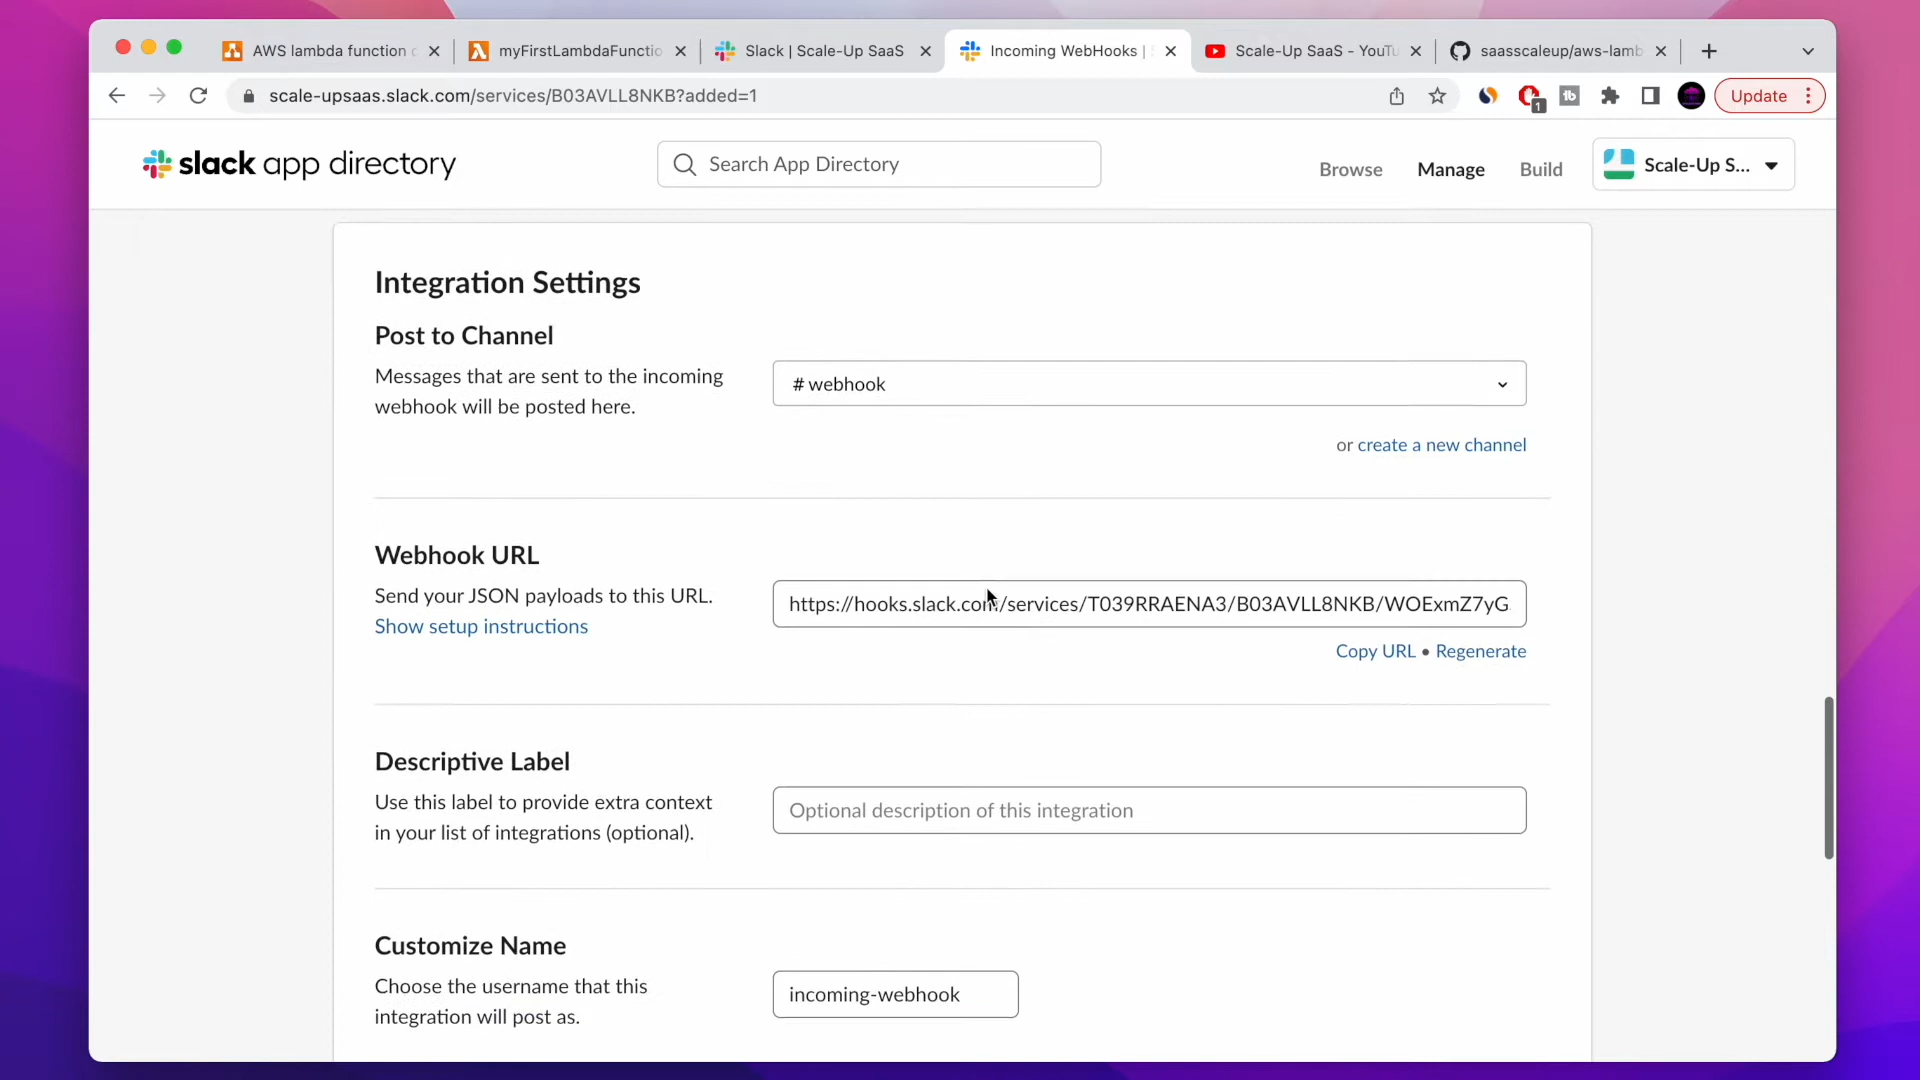 AWS lambda function
myFirstLambdaFunctio
Slack | Scale-Up SaaS
Incoming WebHooks |
Scale-Up SaaS - YouTu
saasscaleup/aws-lamb
scale-upsaas.slack.com/services/B03AVLL8NKB?added=1
1
tb
Update
slack app directory
Search App Directory
Browse
Manage
Build
Scale-Up S...
Integration Settings
Post to Channel
Messages that are sent to the incoming
webhook will be posted here.
# webhook
or create a new channel
Webhook URL
Send your JSON payloads to this URL.
Show setup instructions
https://hooks.slack.com/services/T039RRAENA3/B03AVLL8NKB/WOExmZ7yG
Copy URL • Regenerate
Descriptive Label
Use this label to provide extra context
in your list of integrations (optional).
Optional description of this integration
Customize Name
Choose the username that this
integration will post as.
incoming-webhook